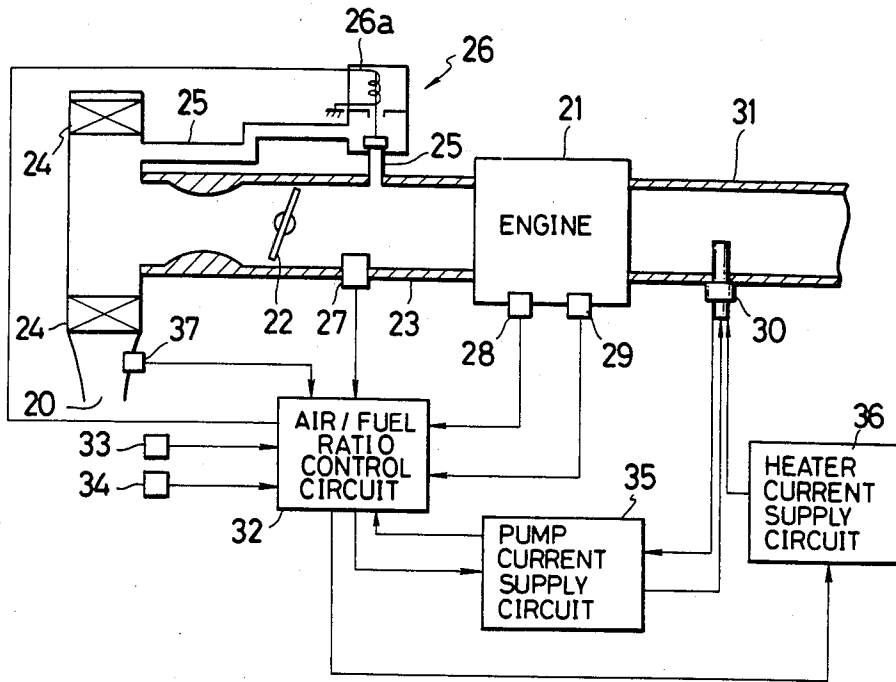 26a
26
24
25
25
21
31
ENGINE
24
22
27
23
28
29
30
37
20
33
34
AIR / FUEL
RATIO
CONTROL
CIRCUIT
32
35
PUMP
CURRENT
SUPPLY
CIRCUIT
36
HEATER
CURRENT
SUPPLY
CIRCUIT